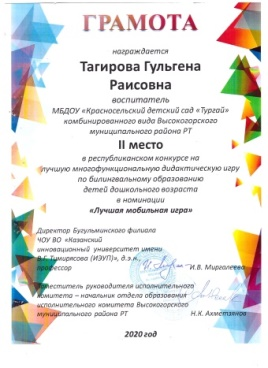 ГРАМОТА
награждается
Тагирова Гульгена
Раисовна
воспитатель
МБДОУ «Красносельский детский сад «Тургай»
комбинированного вида Высокогорского
муниципального района РТ
II место
в республиканском конкурсе на
лучшую многофункциональную дидактическую игру
по билингвальному образованию
детей дошкольного возраста
в номинации
«Лучшая мобильная игра»
Директор Бугульминского филиала
ЧОУ ВО «Казанский
инновационный университет имени
В.Г. Тимирясова (ИЭУП)», д.э.н.,
профессор И.В. Миргалеева
Заместитель руководителя исполнительного
комитета – начальник отдела образования
исполнительного комитета Высокогорского
муниципального района РТ Н.К. Ахметзянов
2020 год